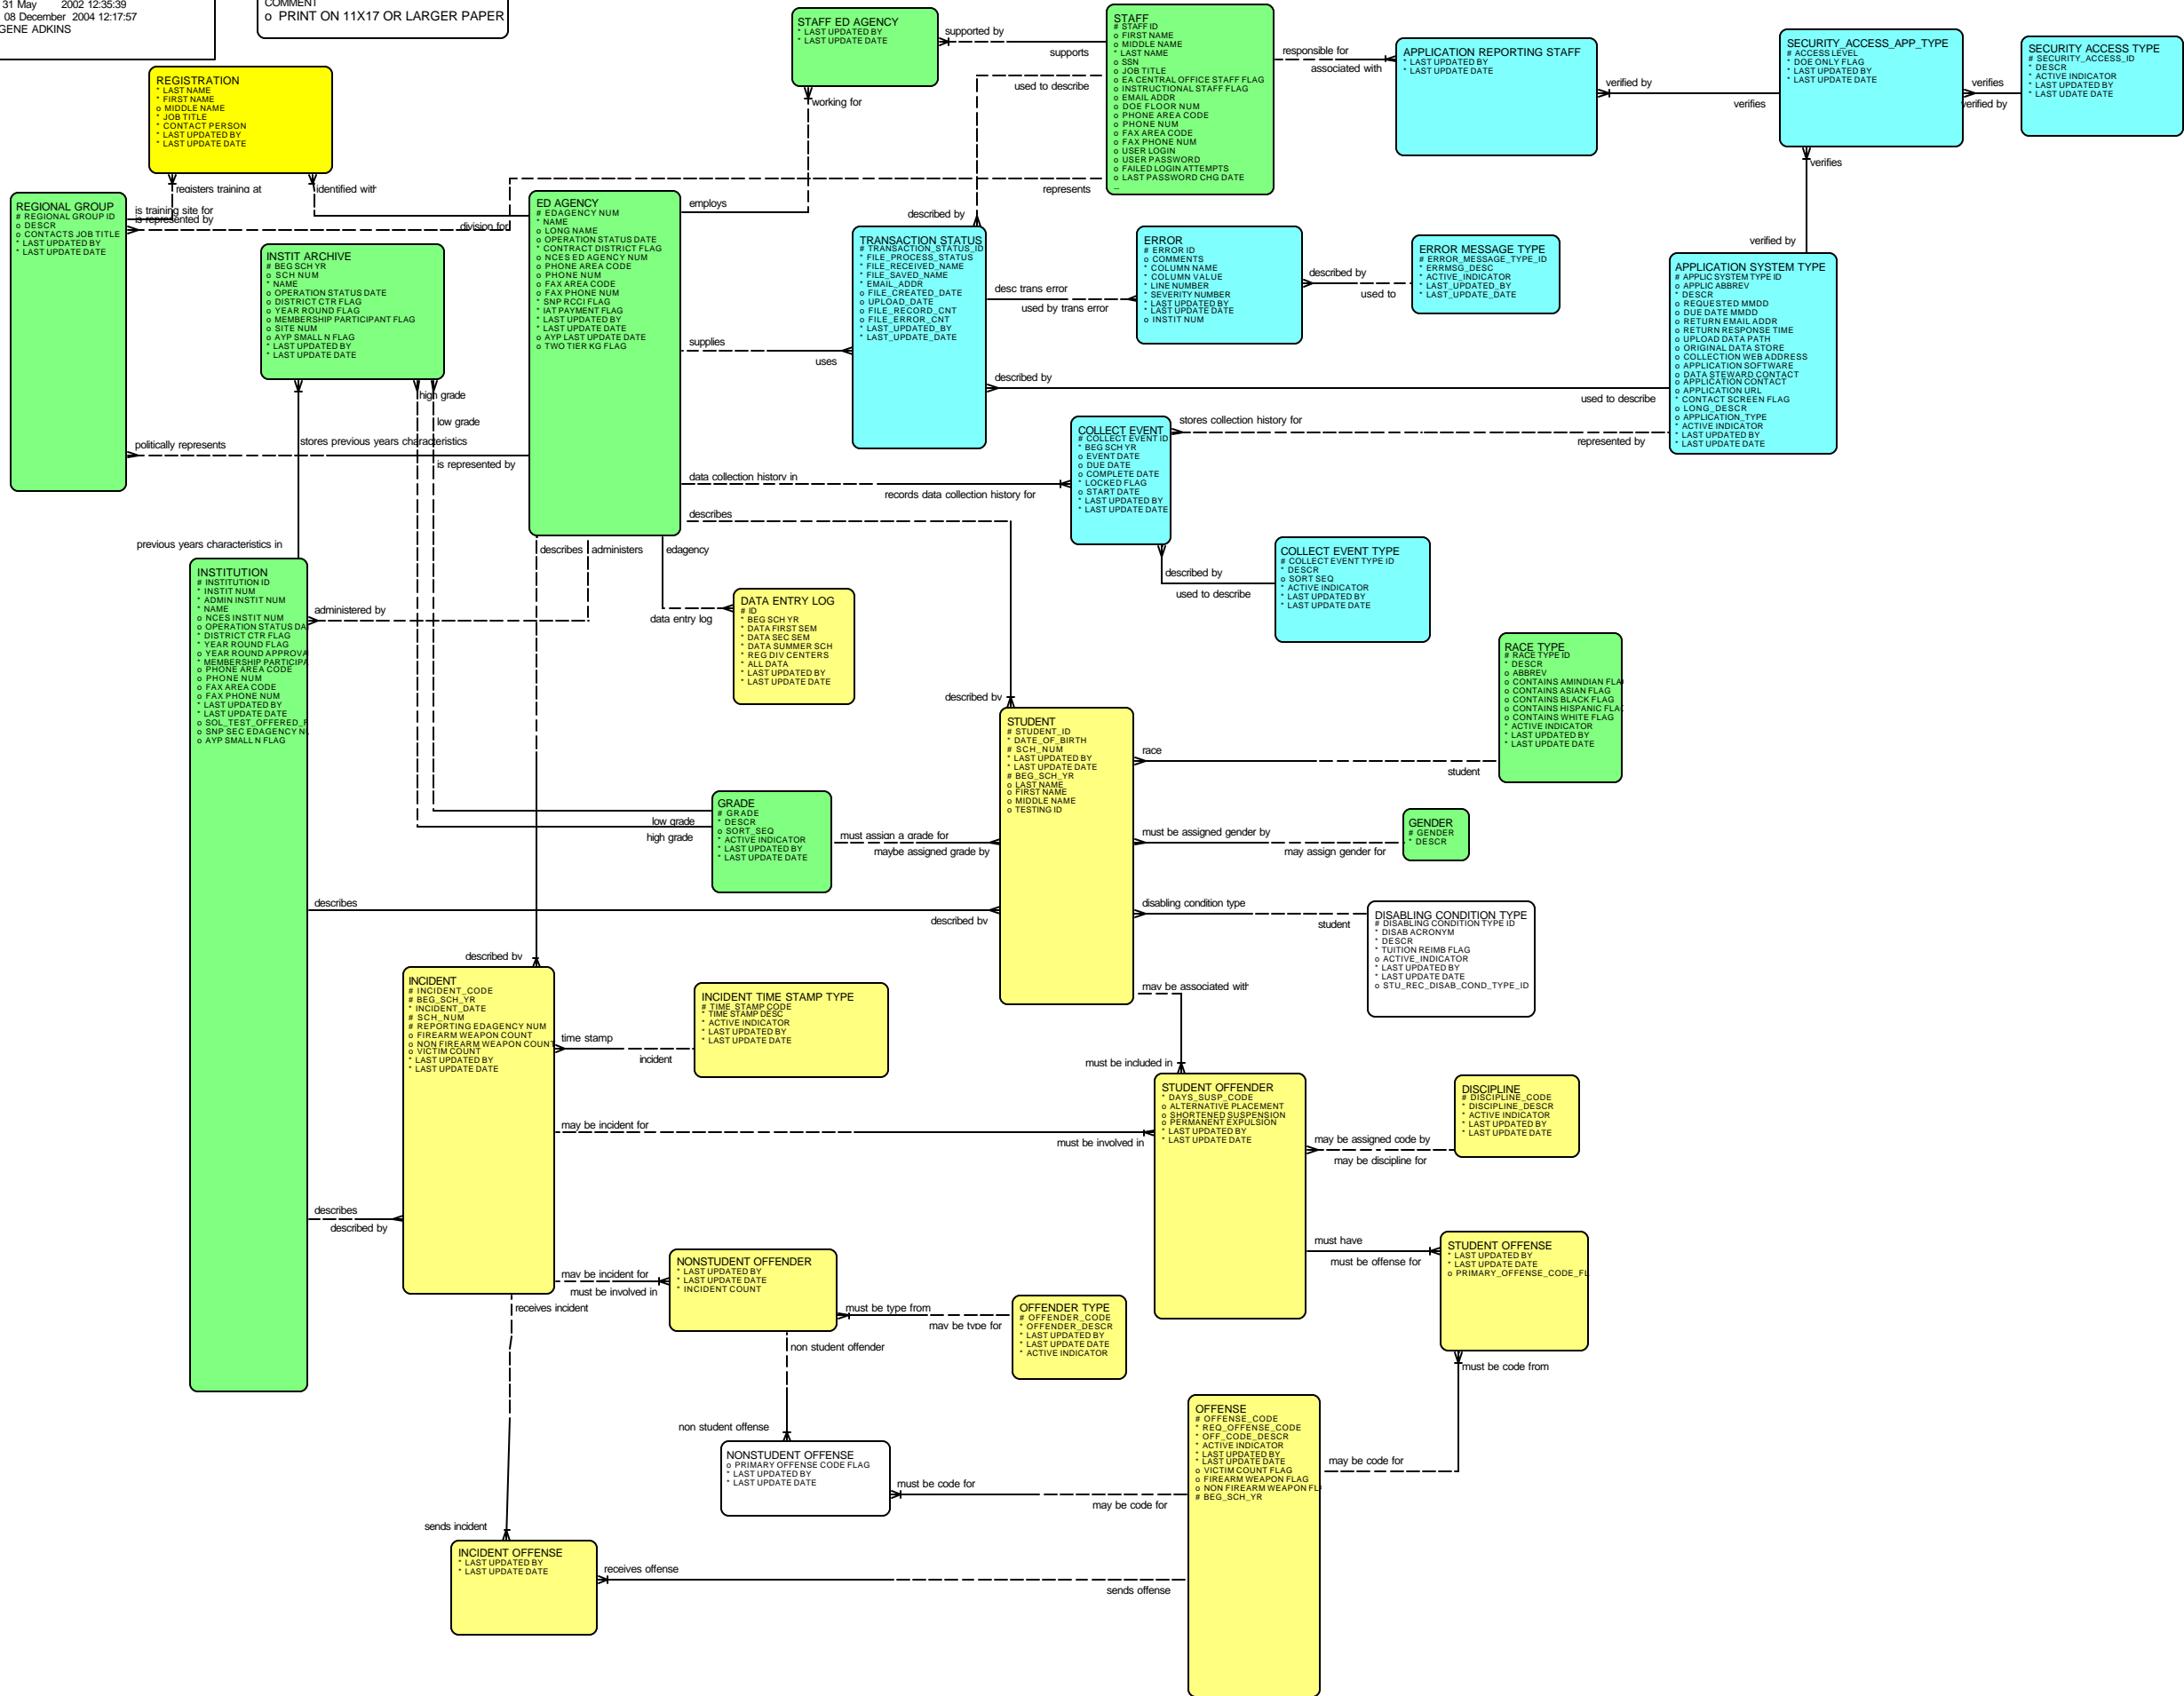 31 May 2002 12:35:39
08 December 2004 12:17:57
GENE ADKINS
COMMENT
o PRINT ON 11X17 OR LARGER PAPER
STAFF ED AGENCY
* LAST UPDATED BY
* LAST UPDATE DATE
supported by
supports
working for
used to describe
STAFF
# STAFF ID
o FIRST NAME
o MIDDLE NAME
* LAST NAME
o SSN
o JOB TITLE
o EA CENTRAL OFFICE STAFF FLAG
o INSTRUCTIONAL STAFF FLAG
o EMAIL ADDR
o DOE FLOOR NUM
o PHONE AREA CODE
o PHONE NUM
o FAX AREA CODE
o FAX PHONE NUM
o USER LOGIN
o USER PASSWORD
o FAILED LOGIN ATTEMPTS
o LAST PASSWORD CHG DATE
...
responsible for
associated with
APPLICATION REPORTING STAFF
* LAST UPDATED BY
* LAST UPDATE DATE
verified by
verifies
SECURITY_ACCESS_APP_TYPE
# ACCESS LEVEL
* DOE ONLY FLAG
* LAST UPDATED BY
* LAST UPDATE DATE
verifies
verified by
SECURITY ACCESS TYPE
# SECURITY_ACCESS_ID
* DESCR
* ACTIVE INDICATOR
* LAST UPDATED BY
* LAST UDATE DATE
verifies
verified by
REGISTRATION
* LAST NAME
* FIRST NAME
o MIDDLE NAME
* JOB TITLE
* CONTACT PERSON
* LAST UPDATED BY
* LAST UPDATE DATE
registers training at
identified with
is training site for
is represented by
division for
represents
REGIONAL GROUP
# REGIONAL GROUP ID
o DESCR
o CONTACTS JOB TITLE
* LAST UPDATED BY
* LAST UPDATE DATE
politically represents
is represented by
INSTIT ARCHIVE
# BEG SCH YR
o SCH NUM
* NAME
o OPERATION STATUS DATE
o DISTRICT CTR FLAG
o YEAR ROUND FLAG
o MEMBERSHIP PARTICIPANT FLAG
o SITE NUM
o AYP SMALL N FLAG
* LAST UPDATED BY
* LAST UPDATE DATE
high grade
low grade
stores previous years characteristics
previous years characteristics in
ED AGENCY
# EDAGENCY NUM
* NAME
o LONG NAME
o OPERATION STATUS DATE
* CONTRACT DISTRICT FLAG
o NCES ED AGENCY NUM
o PHONE AREA CODE
o PHONE NUM
o FAX AREA CODE
o FAX PHONE NUM
* SNP RCCI FLAG
* IAT PAYMENT FLAG
* LAST UPDATED BY
* LAST UPDATE DATE
o AYP LAST UPDATE DATE
o TWO TIER KG FLAG
employs
supplies
uses
data collection history in
records data collection history for
describes
describes
administers
edagency
described by
TRANSACTION STATUS
# TRANSACTION_STATUS_ID
* FILE_PROCESS_STATUS
* FILE_RECEIVED_NAME
* FILE_SAVED_NAME
* EMAIL_ADDR
o FILE_CREATED_DATE
o UPLOAD_DATE
o FILE_RECORD_CNT
o FILE_ERROR_CNT
* LAST_UPDATED_BY
* LAST_UPDATE_DATE
desc trans error
used by trans error
ERROR
# ERROR ID
o COMMENTS
* COLUMN NAME
* COLUMN VALUE
* LINE NUMBER
* SEVERITY NUMBER
* LAST UPDATED BY
* LAST UPDATE DATE
o INSTIT NUM
described by
used to
ERROR MESSAGE TYPE
# ERROR_MESSAGE_TYPE_ID
* ERRMSG_DESC
* ACTIVE_INDICATOR
* LAST_UPDATED_BY
* LAST_UPDATE_DATE
described by
used to describe
APPLICATION SYSTEM TYPE
# APPLIC SYSTEM TYPE ID
o APPLIC ABBREV
* DESCR
o REQUESTED MMDD
o DUE DATE MMDD
o RETURN EMAIL ADDR
o RETURN RESPONSE TIME
o UPLOAD DATA PATH
o ORIGINAL DATA STORE
o COLLECTION WEB ADDRESS
o APPLICATION SOFTWARE
o DATA STEWARD CONTACT
o APPLICATION CONTACT
o APPLICATION URL
* CONTACT SCREEN FLAG
o LONG_DESCR
o APPLICATION_TYPE
* ACTIVE INDICATOR
* LAST UPDATED BY
* LAST UPDATE DATE
COLLECT EVENT
# COLLECT EVENT ID
* BEG SCH YR
o EVENT DATE
o DUE DATE
o COMPLETE DATE
* LOCKED FLAG
o START DATE
* LAST UPDATED BY
* LAST UPDATE DATE
stores collection history for
represented by
described by
used to describe
COLLECT EVENT TYPE
# COLLECT EVENT TYPE ID
* DESCR
o SORT SEQ
* ACTIVE INDICATOR
* LAST UPDATED BY
* LAST UPDATE DATE
INSTITUTION
# INSTITUTION ID
* INSTIT NUM
* ADMIN INSTIT NUM
* NAME
o NCES INSTIT NUM
o OPERATION STATUS DA
* DISTRICT CTR FLAG
* YEAR ROUND FLAG
o YEAR ROUND APPROVA
* MEMBERSHIP PARTICIPA
o PHONE AREA CODE
o PHONE NUM
o FAX AREA CODE
o FAX PHONE NUM
* LAST UPDATED BY
* LAST UPDATE DATE
o SOL_TEST_OFFERED_F
o SNP SEC EDAGENCY N
o AYP SMALL N FLAG
administered by
DATA ENTRY LOG
# ID
* BEG SCH YR
* DATA FIRST SEM
* DATA SEC SEM
* DATA SUMMER SCH
* REG DIV CENTERS
* ALL DATA
* LAST UPDATED BY
* LAST UPDATE DATE
data entry log
RACE TYPE
# RACE TYPE ID
* DESCR
o ABBREV
o CONTAINS AMINDIAN FLA
o CONTAINS ASIAN FLAG
o CONTAINS BLACK FLAG
o CONTAINS HISPANIC FLA
o CONTAINS WHITE FLAG
* ACTIVE INDICATOR
* LAST UPDATED BY
* LAST UPDATE DATE
described by
STUDENT
# STUDENT_ID
* DATE_OF_BIRTH
# SCH_NUM
* LAST UPDATED BY
* LAST UPDATE DATE
# BEG_SCH_YR
o LAST NAME
o FIRST NAME
o MIDDLE NAME
o TESTING ID
race
student
GRADE
# GRADE
* DESCR
o SORT_SEQ
* ACTIVE INDICATOR
* LAST UPDATED BY
* LAST UPDATE DATE
low grade
high grade
must assign a grade for
maybe assigned grade by
must be assigned gender by
may assign gender for
GENDER
# GENDER
* DESCR
describes
described by
disabling condition type
student
DISABLING CONDITION TYPE
# DISABLING CONDITION TYPE ID
* DISAB ACRONYM
* DESCR
* TUITION REIMB FLAG
o ACTIVE_INDICATOR
* LAST UPDATED BY
* LAST UPDATE DATE
o STU_REC_DISAB_COND_TYPE_ID
described by
INCIDENT
# INCIDENT_CODE
# BEG_SCH_YR
* INCIDENT_DATE
# SCH_NUM
# REPORTING EDAGENCY NUM
o FIREARM WEAPON COUNT
o NON FIREARM WEAPON COUNT
o VICTIM COUNT
* LAST UPDATED BY
* LAST UPDATE DATE
time stamp
incident
INCIDENT TIME STAMP TYPE
# TIME STAMP CODE
* TIME STAMP DESC
* ACTIVE INDICATOR
* LAST UPDATED BY
* LAST UPDATE DATE
may be associated with
must be included in
STUDENT OFFENDER
* DAYS_SUSP_CODE
o ALTERNATIVE PLACEMENT
o SHORTENED SUSPENSION
o PERMANENT EXPULSION
* LAST UPDATED BY
* LAST UPDATE DATE
may be incident for
must be involved in
may be assigned code by
may be discipline for
DISCIPLINE
# DISCIPLINE_CODE
* DISCIPLINE_DESCR
* ACTIVE INDICATOR
* LAST UPDATED BY
* LAST UPDATE DATE
describes
described by
must have
must be offense for
STUDENT OFFENSE
* LAST UPDATED BY
* LAST UPDATE DATE
o PRIMARY_OFFENSE_CODE_FL
may be incident for
must be involved in
receives incident
NONSTUDENT OFFENDER
* LAST UPDATED BY
* LAST UPDATE DATE
* INCIDENT COUNT
must be type from
may be type for
OFFENDER TYPE
# OFFENDER_CODE
* OFFENDER_DESCR
* LAST UPDATED BY
* LAST UPDATE DATE
* ACTIVE INDICATOR
non student offender
non student offense
must be code from
NONSTUDENT OFFENSE
o PRIMARY OFFENSE CODE FLAG
* LAST UPDATED BY
* LAST UPDATE DATE
must be code for
may be code for
OFFENSE
# OFFENSE_CODE
* REQ_OFFENSE_CODE
* OFF_CODE_DESCR
* ACTIVE INDICATOR
* LAST UPDATED BY
* LAST UPDATE DATE
o VICTIM COUNT FLAG
o FIREARM WEAPON FLAG
o NON FIREARM WEAPON FL
# BEG_SCH_YR
may be code for
sends incident
INCIDENT OFFENSE
* LAST UPDATED BY
* LAST UPDATE DATE
receives offense
sends offense